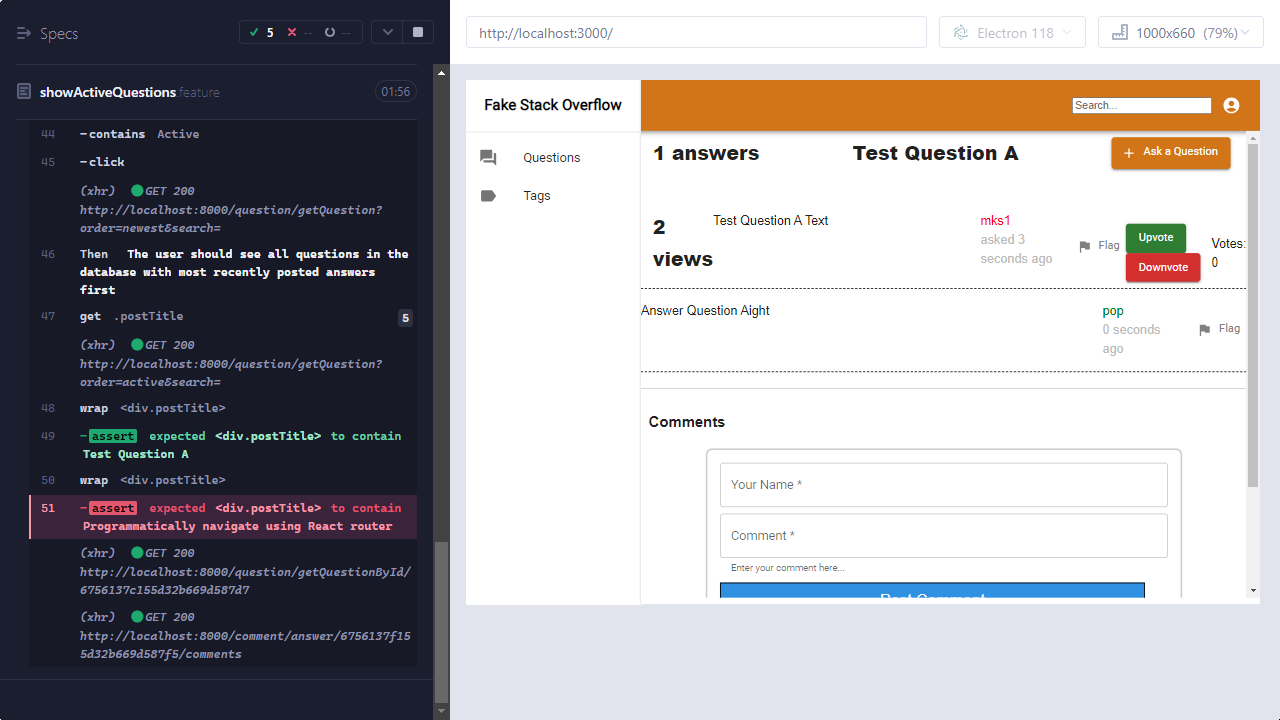 Specs
5
--
--
showActiveQuestions.feature
01:56
44 -contains Active
45 -click
(xhr) GET 200
http://localhost:8000/question/getQuestion?
order=newest&search=
46 Then The user should see all questions in the
database with most recently posted answers
first
47 get .postTitle 5
(xhr) GET 200
http://localhost:8000/question/getQuestion?
order=active&search=
48 wrap <div.postTitle>
49 -assert expected <div.postTitle> to contain
Test Question A
50 wrap <div.postTitle>
51 -assert expected <div.postTitle> to contain
Programmatically navigate using React router
(xhr) GET 200
http://localhost:8000/question/getQuestionById/
6756137c155d32b669d587d7
(xhr) GET 200
http://localhost:8000/comment/answer/6756137f15
5d32b669d587f5/comments
http://localhost:3000/
Electron 118
1000x660 (79%)
Fake Stack Overflow
Search...
Questions
Tags
1 answers
Test Question A
Ask a Question
2
views
Test Question A Text
mks1
asked 3
seconds ago
Flag
Upvote
Downvote
Votes:
0
Answer Question Aight
pop
0 seconds
ago
Flag
Comments
Your Name *
Comment *
Enter your comment here...
Post Comment